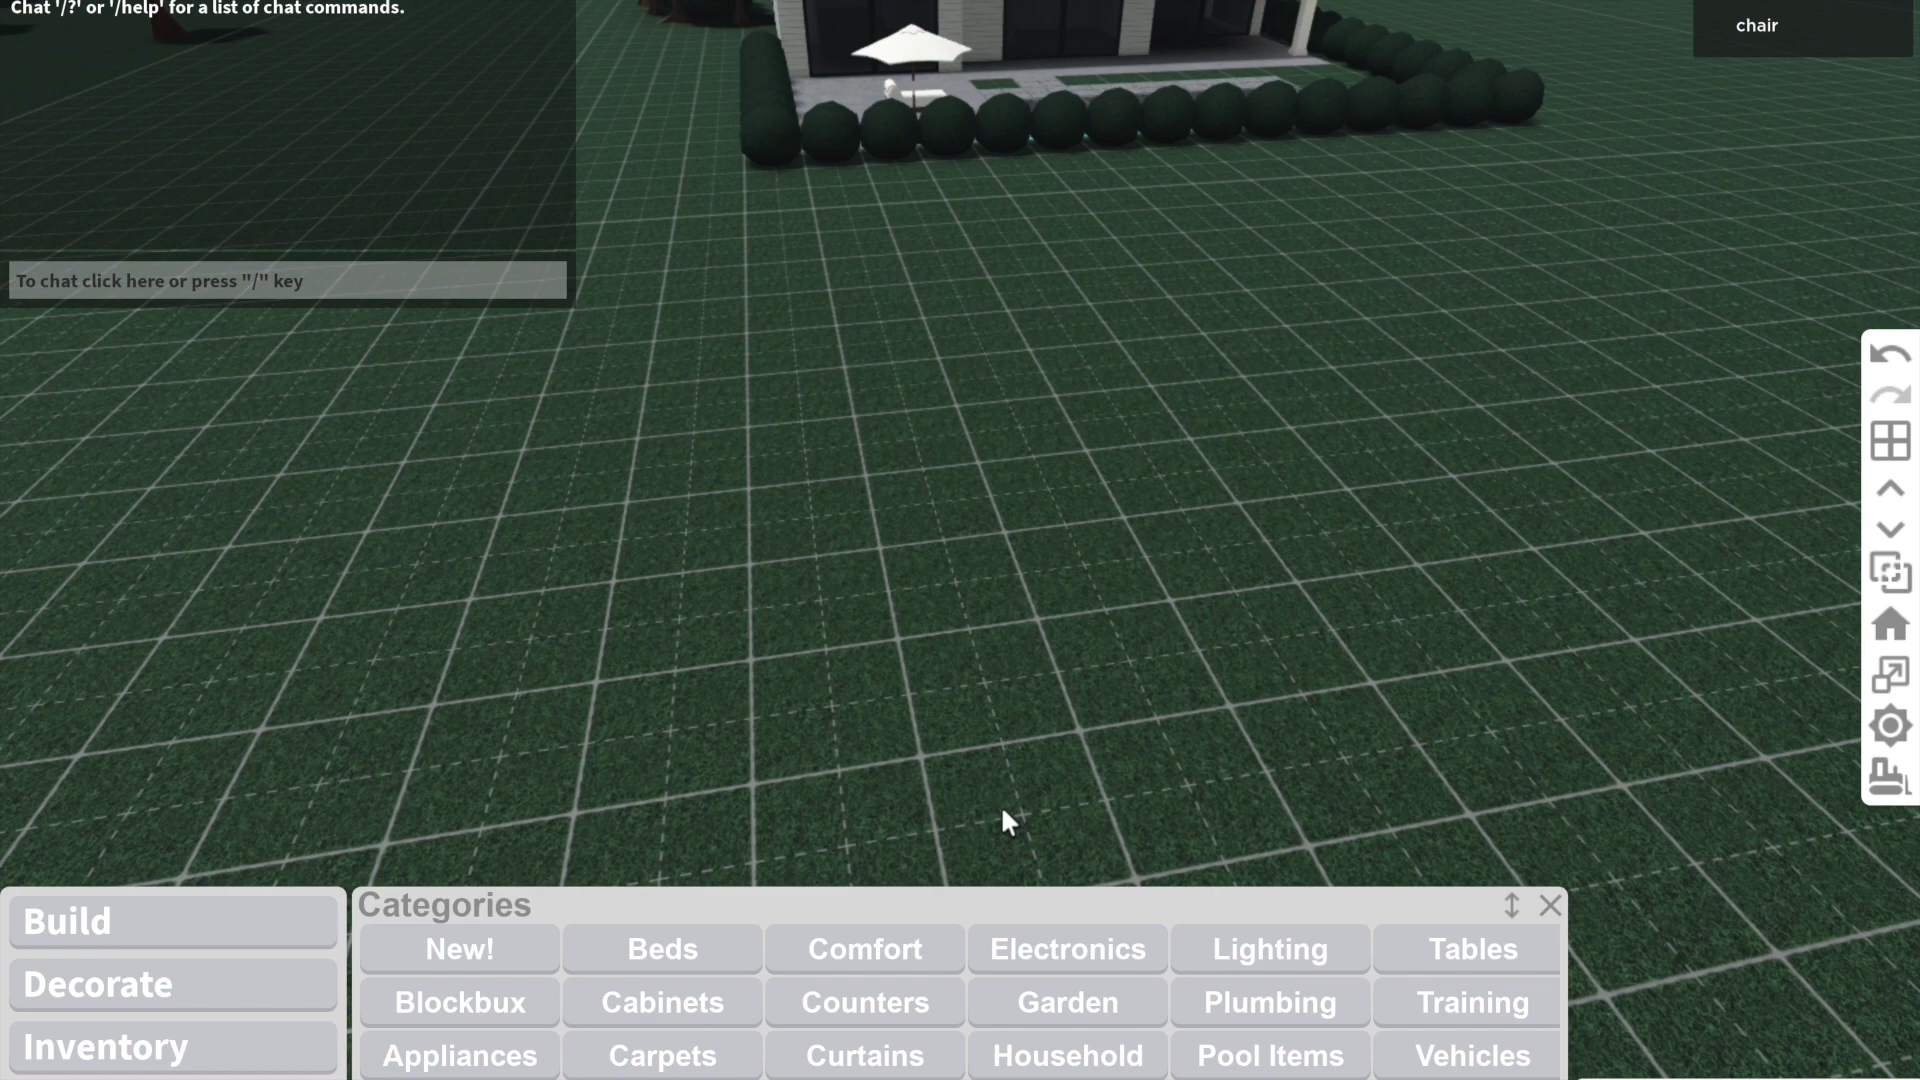 Chat '/?' or '/help' for a list of chat commands.
chair
To chat click here or press "/" key
Build
Decorate
Inventory
Categories
New!
Beds
Comfort
Electronics
Lighting
Tables
Blockbux
Cabinets
Counters
Garden
Plumbing
Training
Appliances
Carpets
Curtains
Household
Pool Items
Vehicles